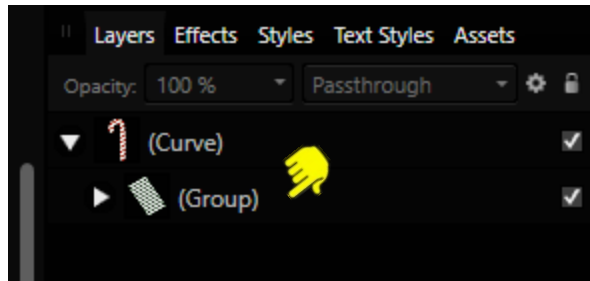 Layers Effects Styles Text Styles Assets
Opacity: 100 % Passthrough
(Curve)
(Group)